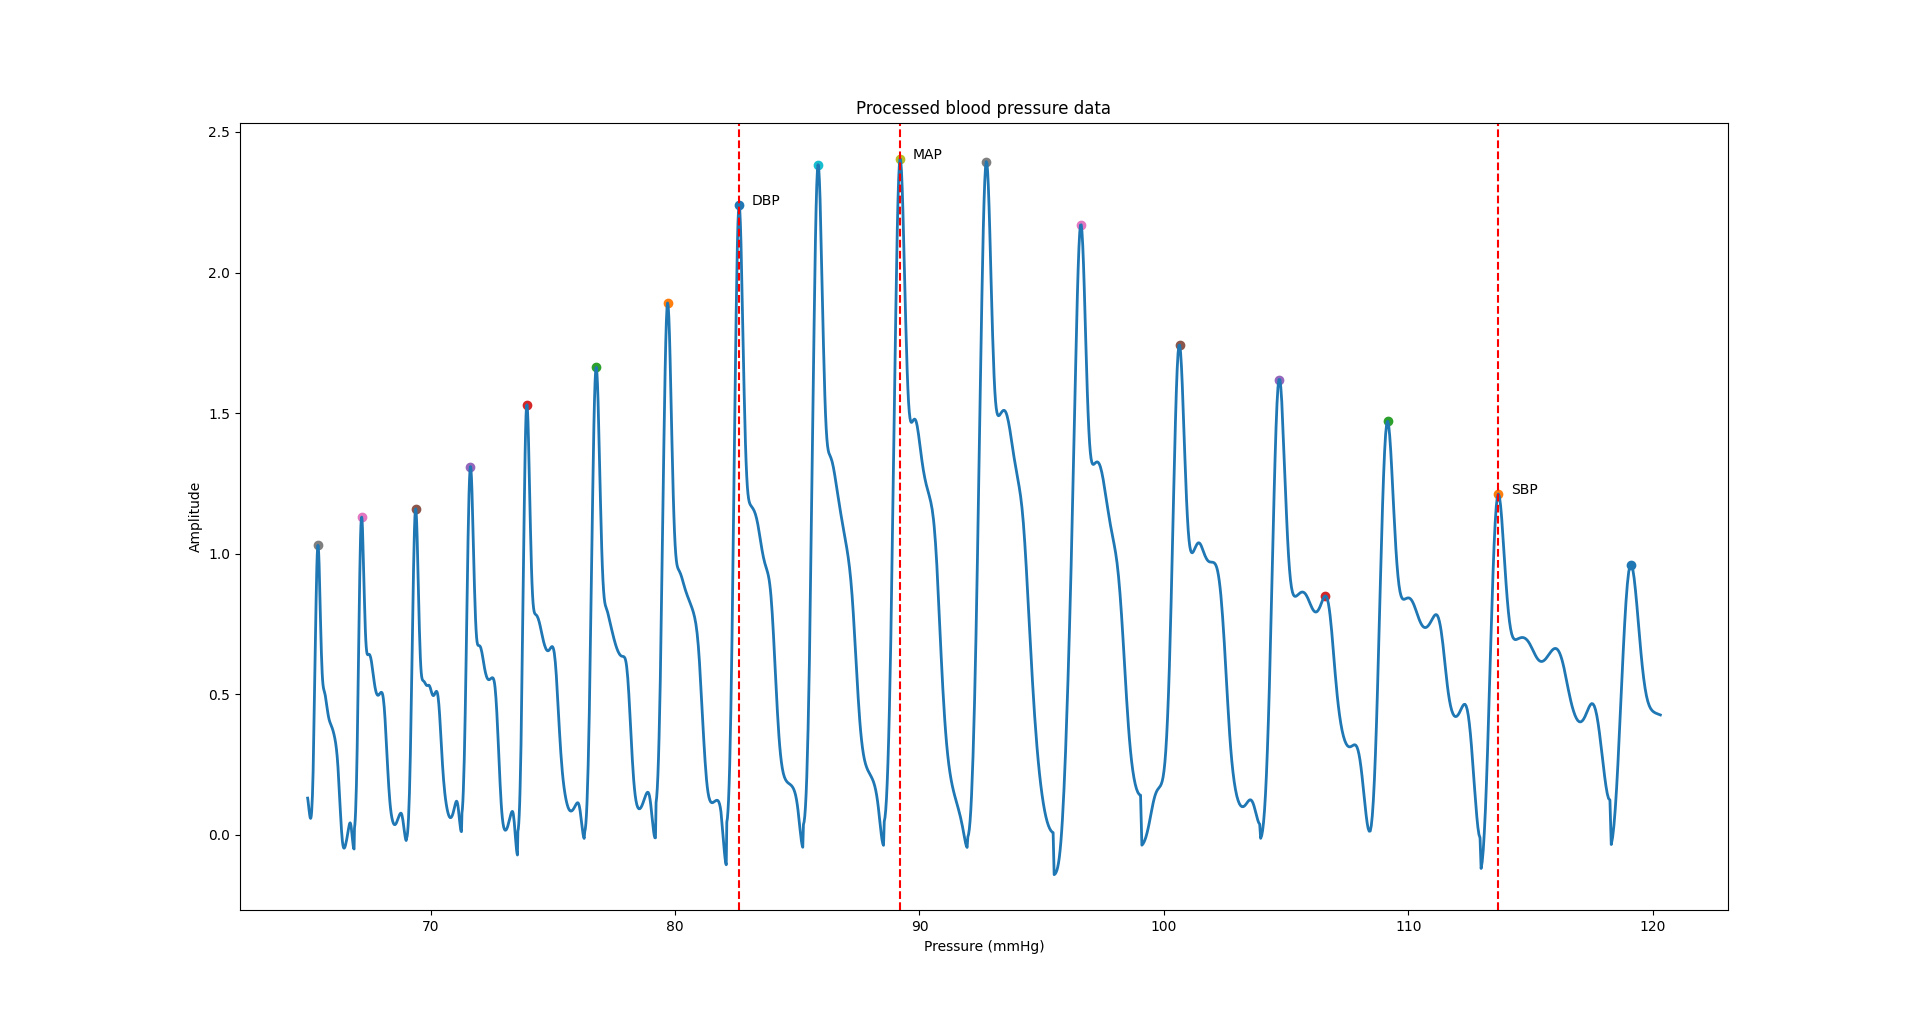 Processed blood pressure data
2.5
2.0
1.5
1.0
0.5
0.0
Amplitude
DBP
MAP
SBP
70
80
90
100
110
120
Pressure (mmHg)